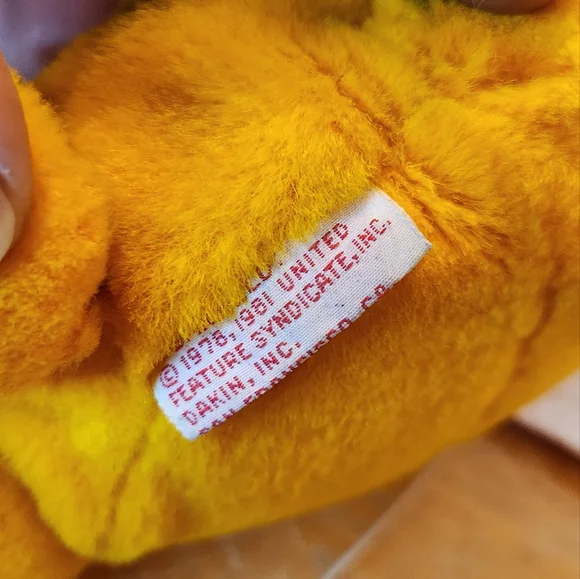 © 1978, 1981 UNITED
FEATURE SYNDICATE, INC.
DAKIN, INC.